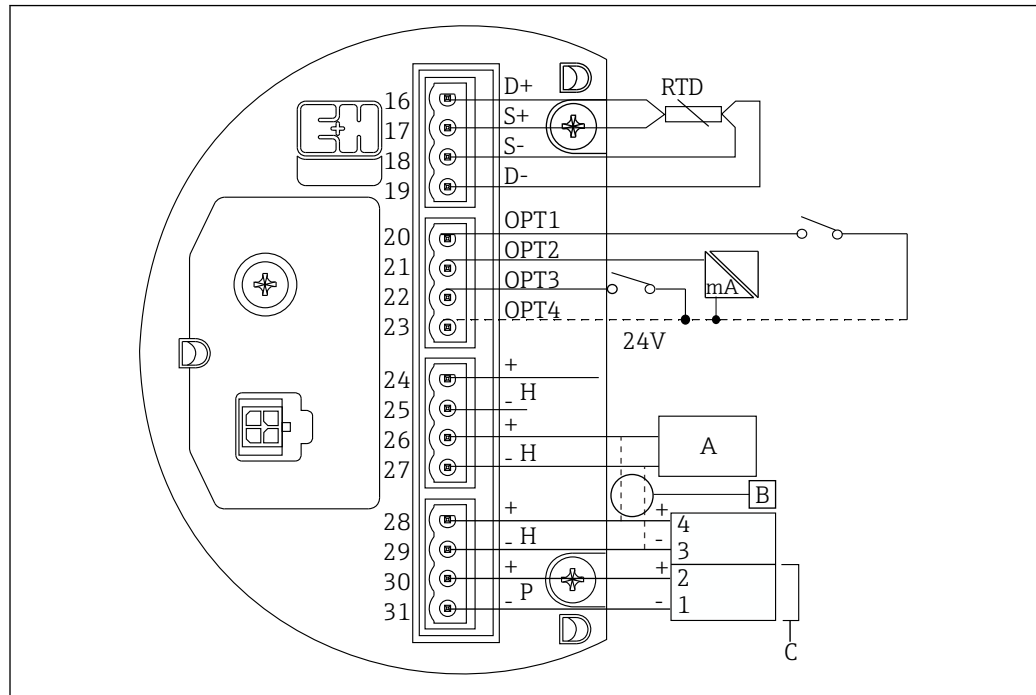 16 D+ RTD
17 S+
18 S-
19 D-
20 OPT1
21 OPT2
22 OPT3 mA
23 OPT4
24V
24 +
25 - H
26 + A
27 - H
B
28 + + 4
29 - H - 3
30 + + 2
31 - P - 1
C